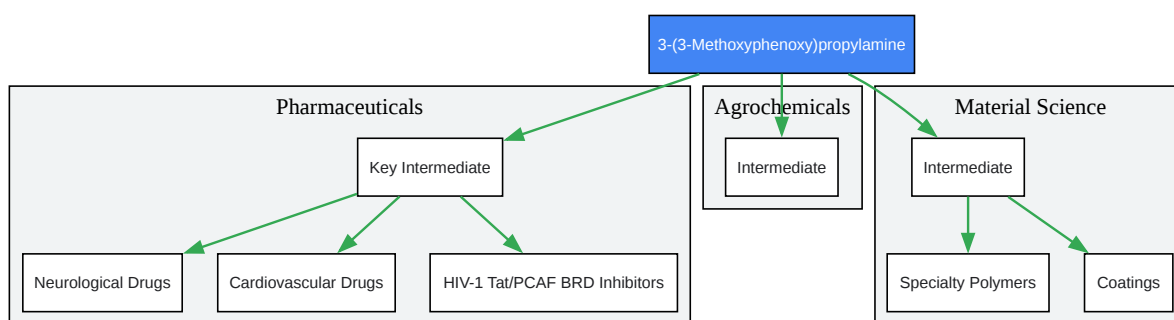 3-(3-Methoxyphenoxy)propylamine
Pharmaceuticals
Agrochemicals
Material Science
Key Intermediate
Intermediate
Intermediate
Neurological Drugs
Cardiovascular Drugs
HIV-1 Tat/PCAF BRD Inhibitors
Specialty Polymers
Coatings